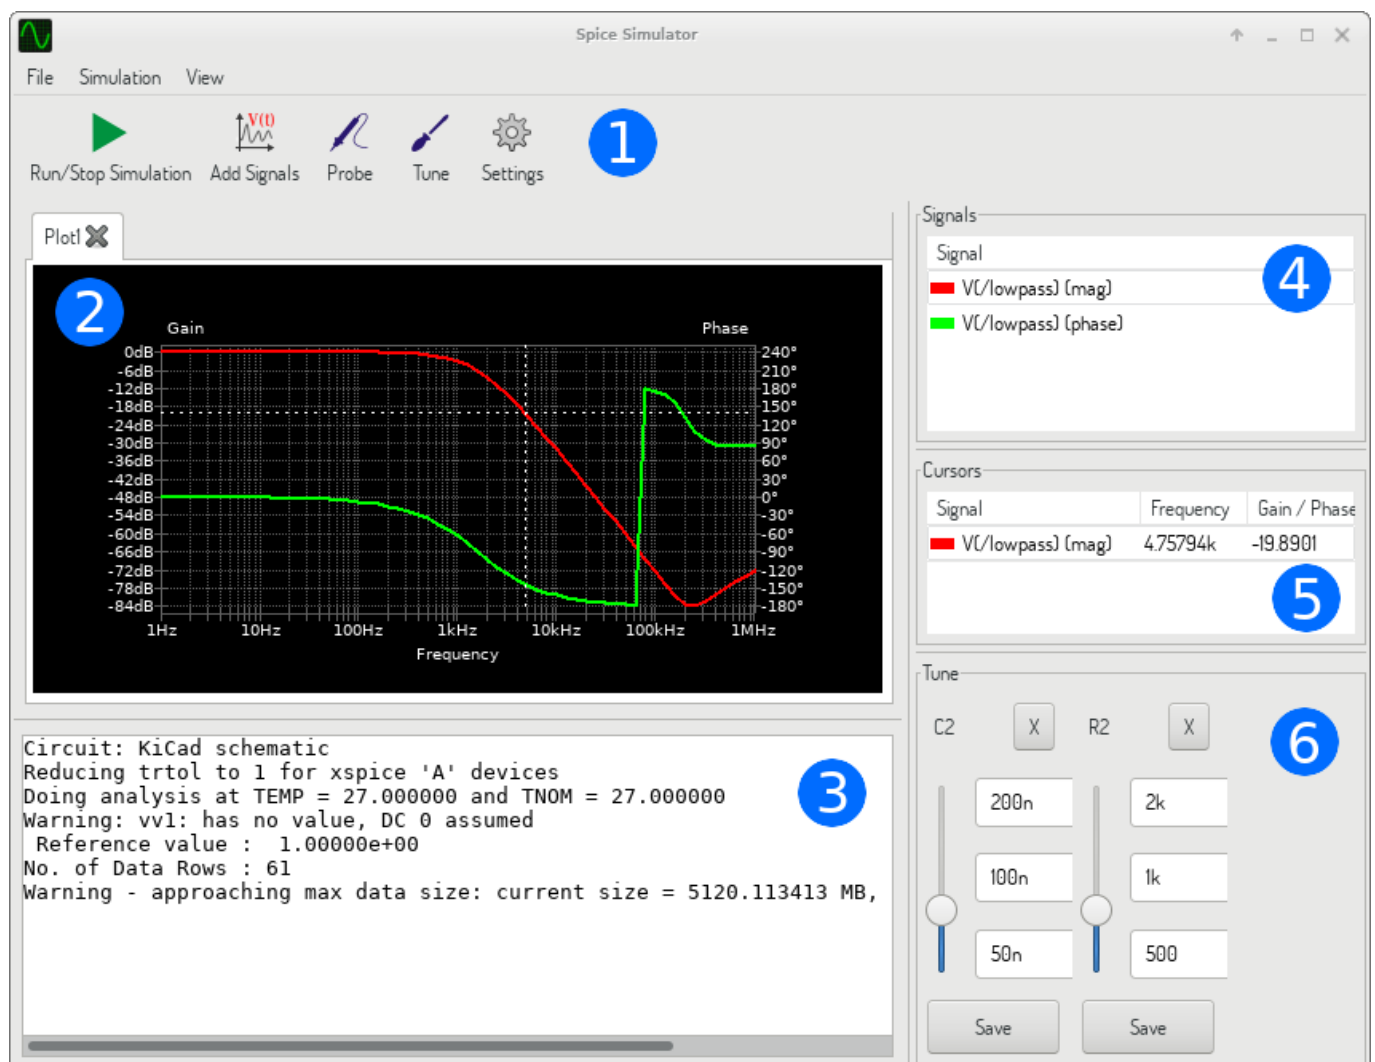 Spice Simulator
File Simulation View
Run/Stop Simulation Add Signals Probe Tune Settings
V(t)
1
Plot1
2
Gain Phase
0dB
-6dB
-12dB
-18dB
-24dB
-30dB
-36dB
-42dB
-48dB
-54dB
-60dB
-66dB
-72dB
-78dB
-84dB
240°
210°
180°
150°
120°
90°
60°
30°
0°
-30°
-60°
-90°
-120°
-150°
-180°
1Hz 10Hz 100Hz 1kHz 10kHz 100kHz 1MHz
Frequency
Circuit: KiCad schematic
Reducing trtol to 1 for xspice 'A' devices
Doing analysis at TEMP = 27.000000 and TNOM = 27.000000
Warning: vv1: has no value, DC 0 assumed
Reference value : 1.00000e+00
No. of Data Rows : 61
Warning - approaching max data size: current size = 5120.113413 MB,
3
Signals
Signal
V(/lowpass) (mag)
V(/lowpass) (phase)
4
Cursors
Signal Frequency Gain / Phase
V(/lowpass) (mag) 4.75794k -19.8901
5
Tune
C2 X R2 X
6
200n 2k
100n 1k
50n 500
Save Save